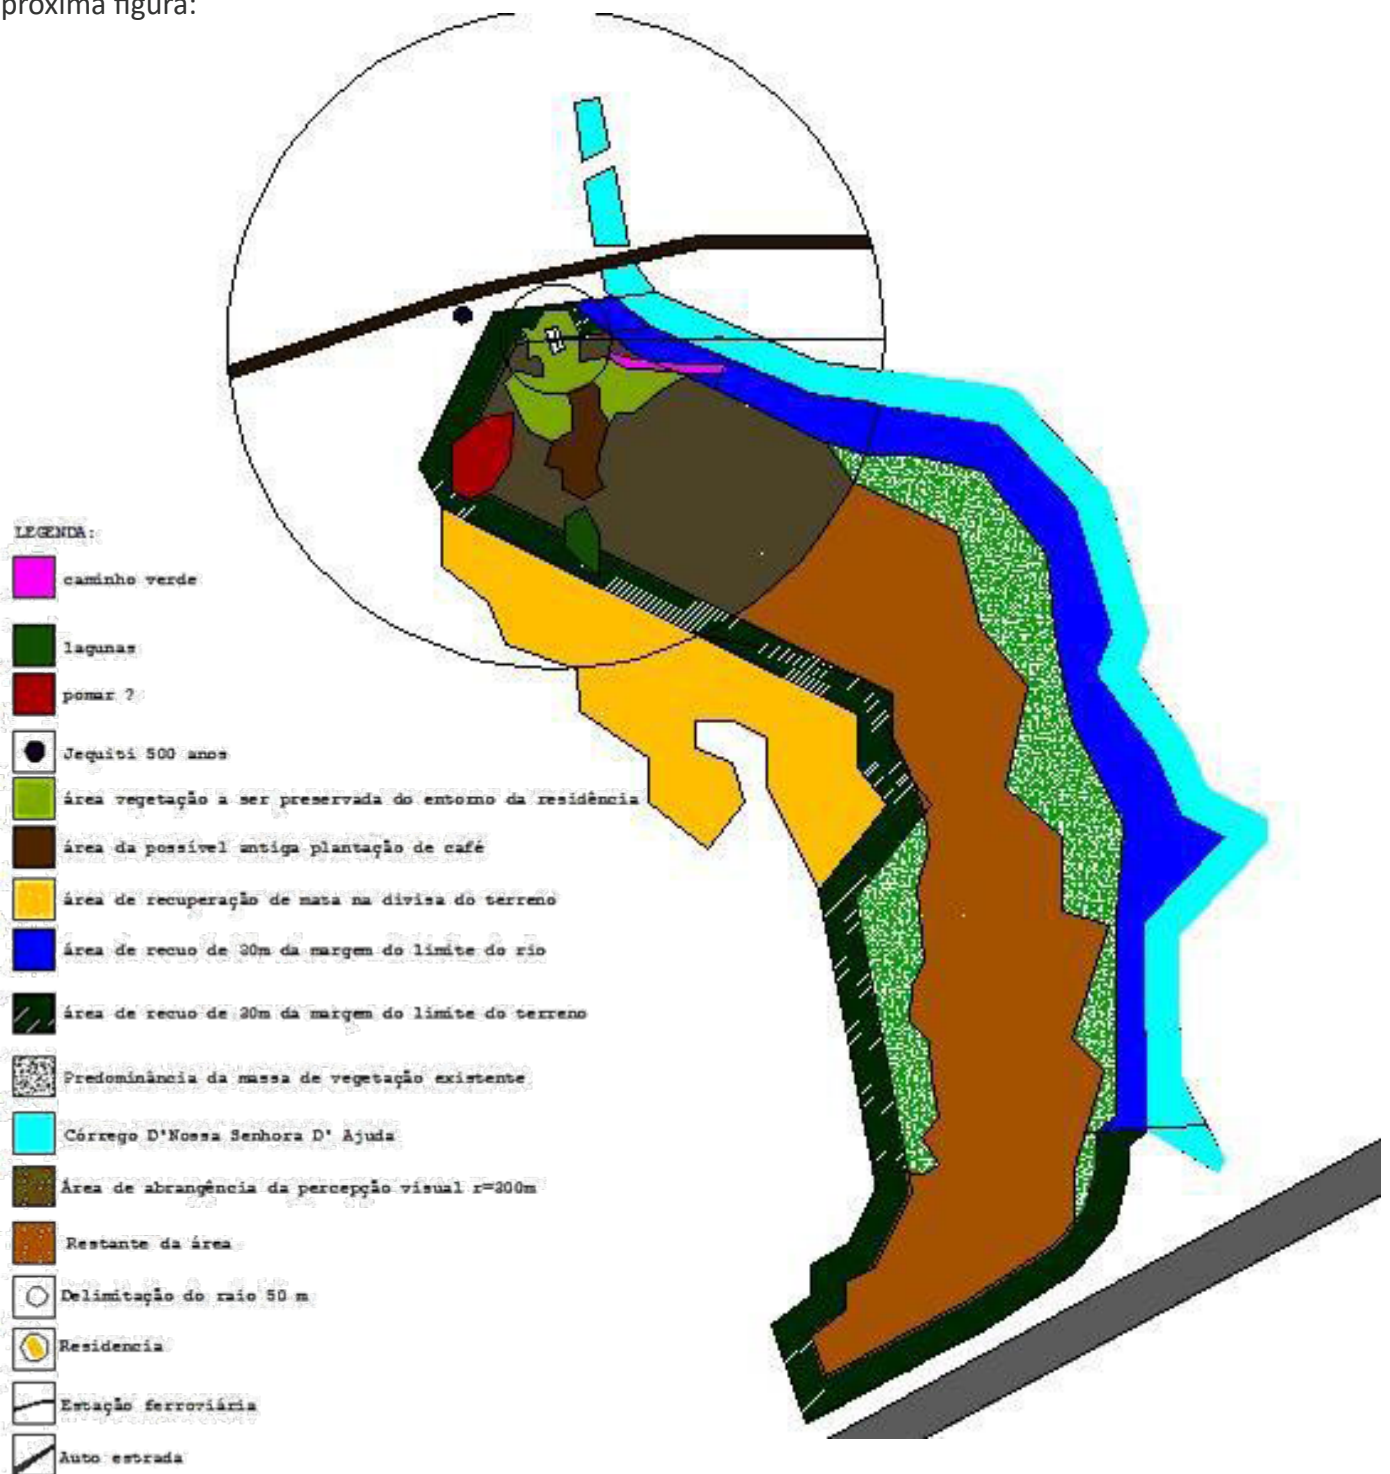 próxima figura:
LEGENDA:
caminho verde
lagunas
pomar ?
Jequiti 500 anos
área vegetação a ser preservada do entorno da residência
área da possível antiga plantação de café
área de recuperação de mata na divisa do terreno
área de recuo de 30m da margem do limite do rio
área de recuo de 30m da margem do limite do terreno
Predominância da massa de vegetação existente
Córrego D'Nossa Senhora D' Ajuda
Área de abrangência da percepção visual r=300m
Restante da área
Delimitação do raio 50 m
Residencia
Estação ferroviária
Auto estrada